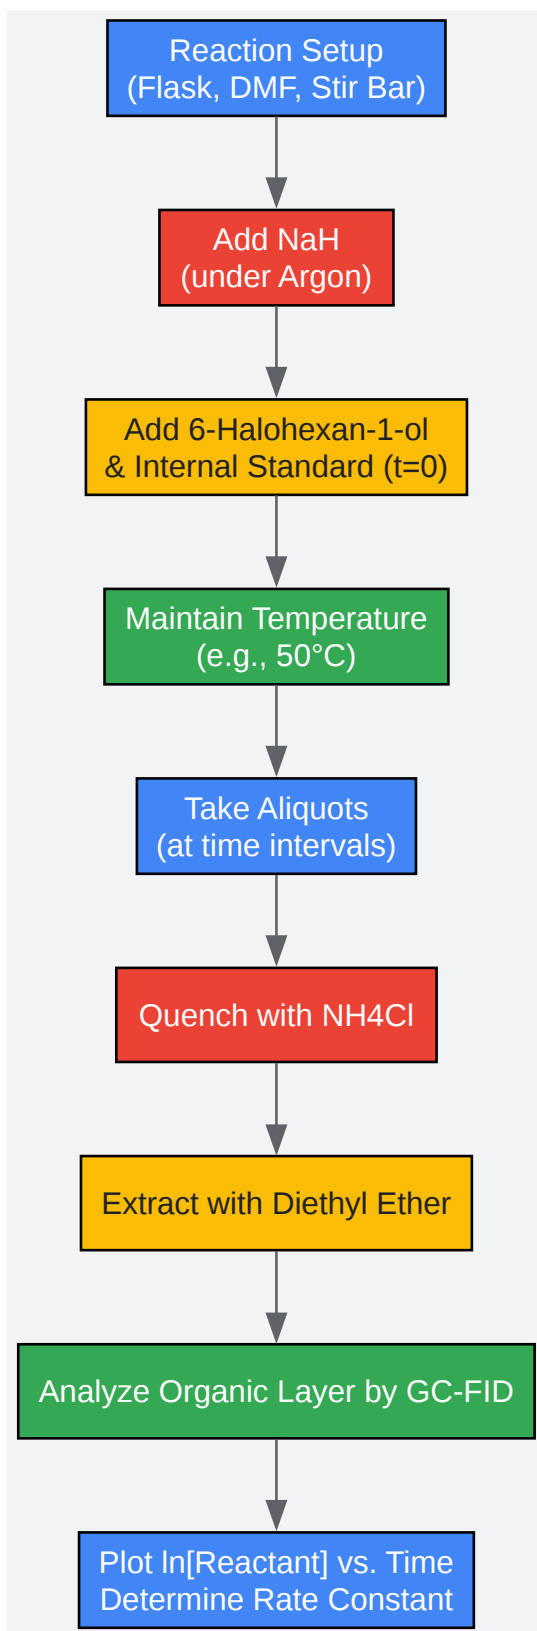 Reaction Setup
(Flask, DMF, Stir Bar)
Add NaH
(under Argon)
Add 6-Halohexan-1-ol
& Internal Standard (t=0)
Maintain Temperature
(e.g., 50°C)
Take Aliquots
(at time intervals)
Quench with NH4Cl
Extract with Diethyl Ether
Analyze Organic Layer by GC-FID
Plot ln[Reactant] vs. Time
Determine Rate Constant